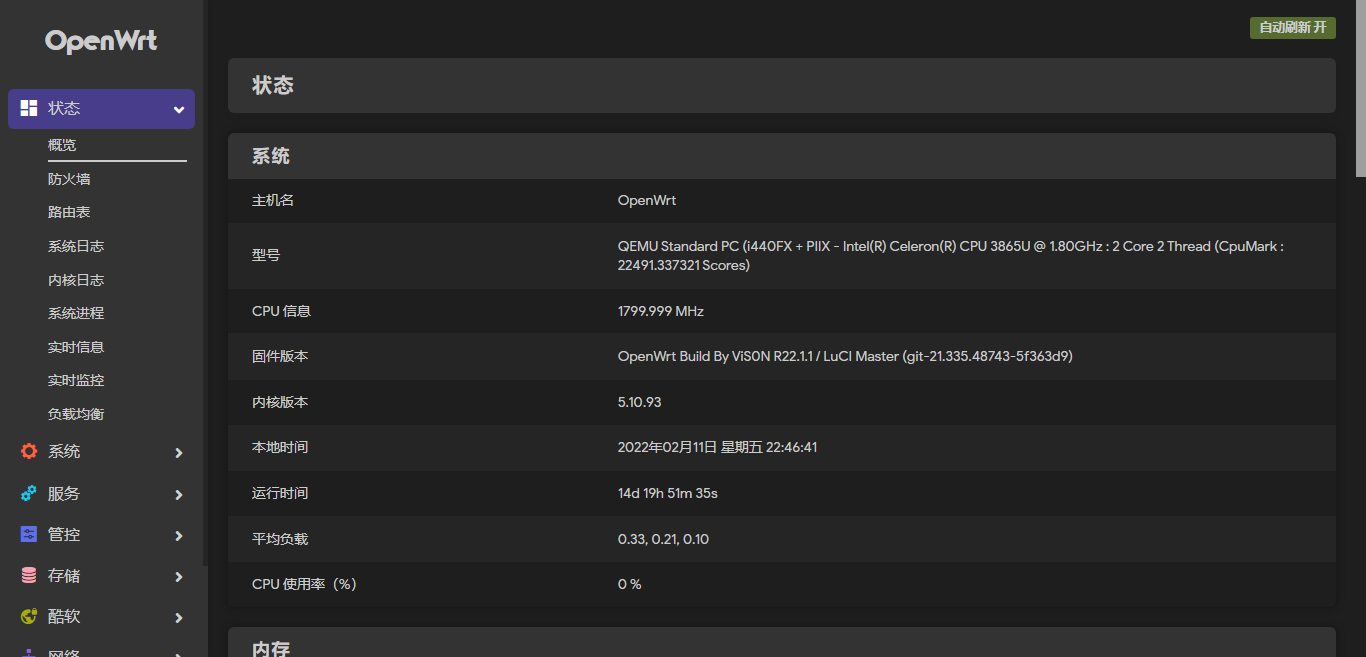 OpenWrt
状态
概览
防火墙
路由表
系统日志
内核日志
系统进程
实时信息
实时监控
负载均衡
系统
服务
管控
存储
酷软
网络
自动刷新 开
状态
系统
主机名 OpenWrt
型号 QEMU Standard PC (i440FX + PIIX - Intel(R) Celeron(R) CPU 3865U @ 1.80GHz : 2 Core 2 Thread (CpuMark :
22491.337321 Scores)
CPU 信息 1799.999 MHz
固件版本 OpenWrt Build By ViS0N R22.1.1 / LuCI Master (git-21.335.48743-5f363d9)
内核版本 5.10.93
本地时间 2022年02月11日 星期五 22:46:41
运行时间 14d 19h 51m 35s
平均负载 0.33, 0.21, 0.10
CPU 使用率（%） 0 %
内存